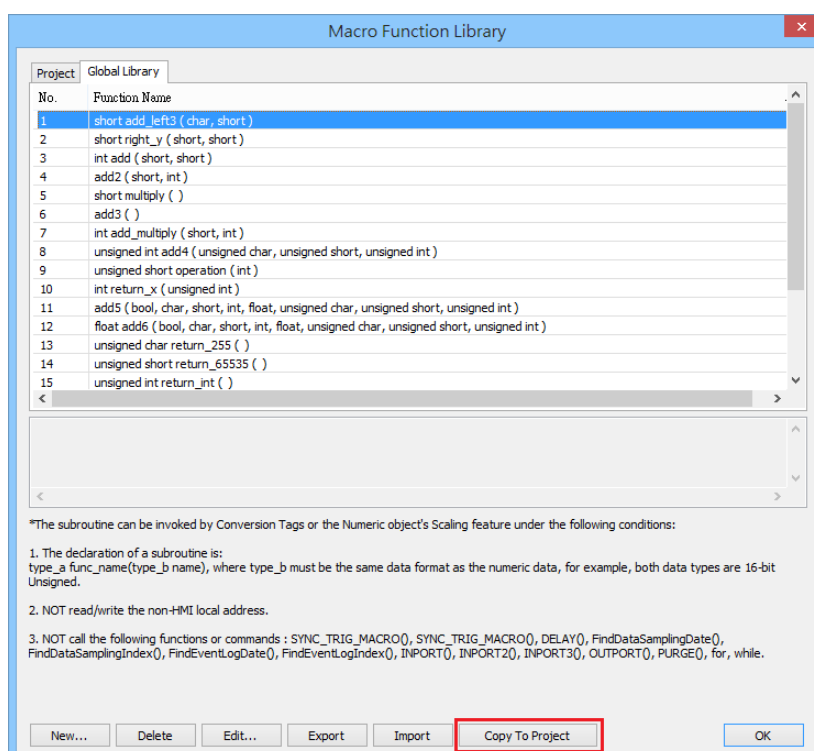 Macro Function Library
Project Global Library
No. Function Name
1 short add_left3 ( char, short )
2 short right_y ( short, short )
3 int add ( short, short )
4 add2 ( short, int )
5 short multiply ( )
6 add3 ( )
7 int add_multiply ( short, int )
8 unsigned int add4 ( unsigned char, unsigned short, unsigned int )
9 unsigned short operation ( int )
10 int return_x ( unsigned int )
11 add5 ( bool, char, short, int, float, unsigned char, unsigned short, unsigned int )
12 float add6 ( bool, char, short, int, float, unsigned char, unsigned short, unsigned int )
13 unsigned char return_255 ( )
14 unsigned short return_65535 ( )
15 unsigned int return_int ( )
*The subroutine can be invoked by Conversion Tags or the Numeric object's Scaling feature under the following conditions:
1. The declaration of a subroutine is:
type_a func_name(type_b name), where type_b must be the same data format as the numeric data, for example, both data types are 16-bit
Unsigned.
2. NOT read/write the non-HMI local address.
3. NOT call the following functions or commands : SYNC_TRIG_MACRO(), SYNC_TRIG_MACRO(), DELAY(), FindDataSamplingDate(),
FindDataSamplingIndex(), FindEventLogDate(), FindEventLogIndex(), INPORT(), INPORT2(), INPORT3(), OUTPORT(), PURGE(), for, while.
New... Delete Edit... Export Import Copy To Project OK